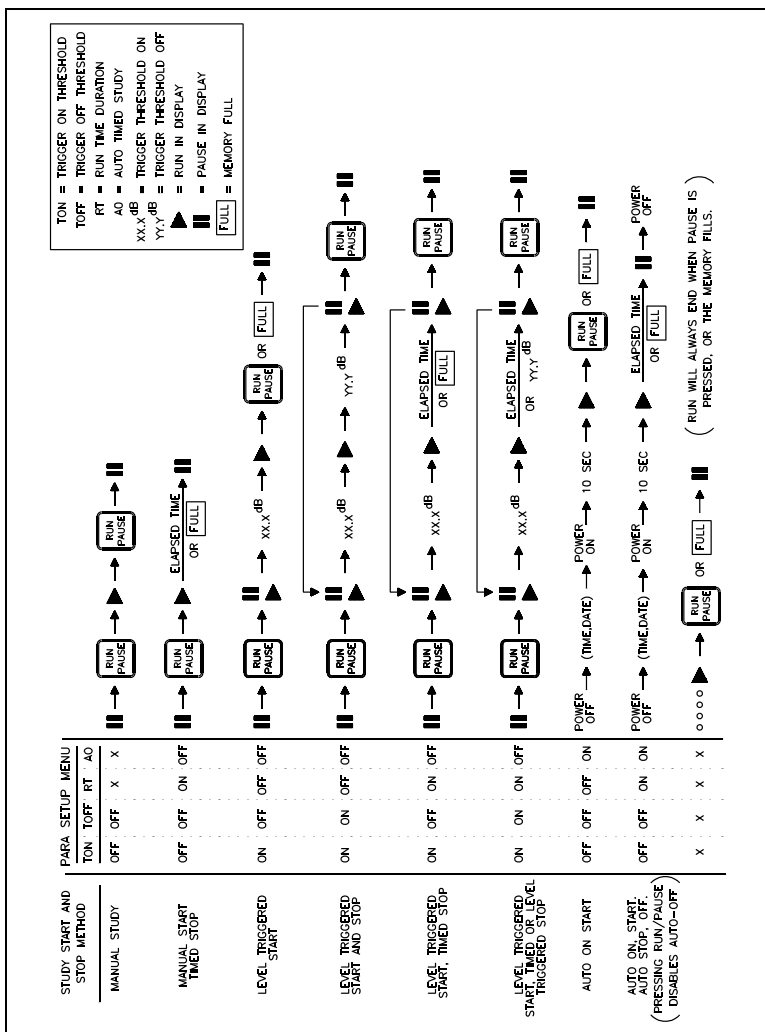 STUDY START AND
STOP METHOD
PARA SETUP MENU
TON TOFF RT AO
TON = TRIGGER ON THRESHOLD
TOFF = TRIGGER OFF THRESHOLD
RT = RUN TIME DURATION
AO = AUTO TIMED STUDY
XX.X dB = TRIGGER THRESHOLD ON
YY.Y dB = TRIGGER THRESHOLD OFF
= RUN IN DISPLAY
= PAUSE IN DISPLAY
FULL = MEMORY FULL
MANUAL STUDY OFF OFF X X RUN PAUSE RUN PAUSE
MANUAL START
TIMED STOP
OFF OFF ON OFF RUN PAUSE ELAPSED TIME OR FULL
LEVEL TRIGGERED
START
ON OFF OFF OFF RUN PAUSE XX.X dB RUN PAUSE OR FULL
LEVEL TRIGGERED
START AND STOP
ON ON OFF OFF RUN PAUSE XX.X dB YY.Y dB RUN PAUSE
LEVEL TRIGGERED
START, TIMED STOP
ON OFF ON OFF RUN PAUSE XX.X dB ELAPSED TIME OR FULL RUN PAUSE
LEVEL TRIGGERED
START, TIMED OR LEVEL
TRIGGERED STOP
ON ON ON OFF RUN PAUSE XX.X dB ELAPSED TIME OR YY.Y dB RUN PAUSE
AUTO ON START OFF OFF OFF ON POWER OFF (TIME,DATE) POWER ON 10 SEC RUN PAUSE OR FULL
AUTO ON, START.
AUTO STOP, OFF.
(PRESSING RUN/PAUSE
DISABLES AUTO-OFF)
OFF OFF ON ON POWER OFF (TIME,DATE) POWER ON 10 SEC ELAPSED TIME OR FULL POWER OFF
X X X X RUN PAUSE OR FULL
(RUN WILL ALWAYS END WHEN PAUSE IS
PRESSED, OR THE MEMORY FILLS.)